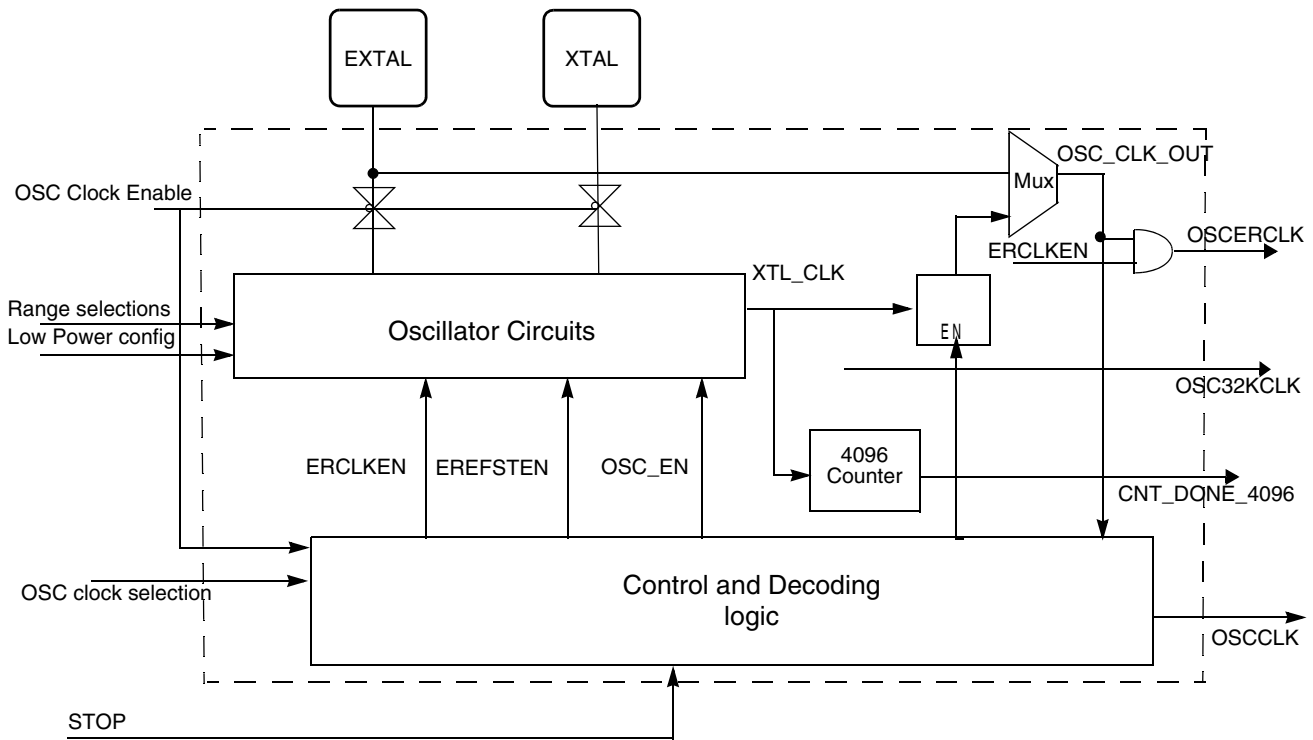 EXTAL
XTAL
OSC Clock Enable
Mux
OSC_CLK_OUT
ERCLKEN
OSCERCLK
XTL_CLK
Range selections
Low Power config
Oscillator Circuits
EN
OSC32KCLK
ERCLKEN
EREFSTEN
OSC_EN
4096
Counter
CNT_DONE_4096
OSC clock selection
Control and Decoding
logic
OSCCLK
STOP